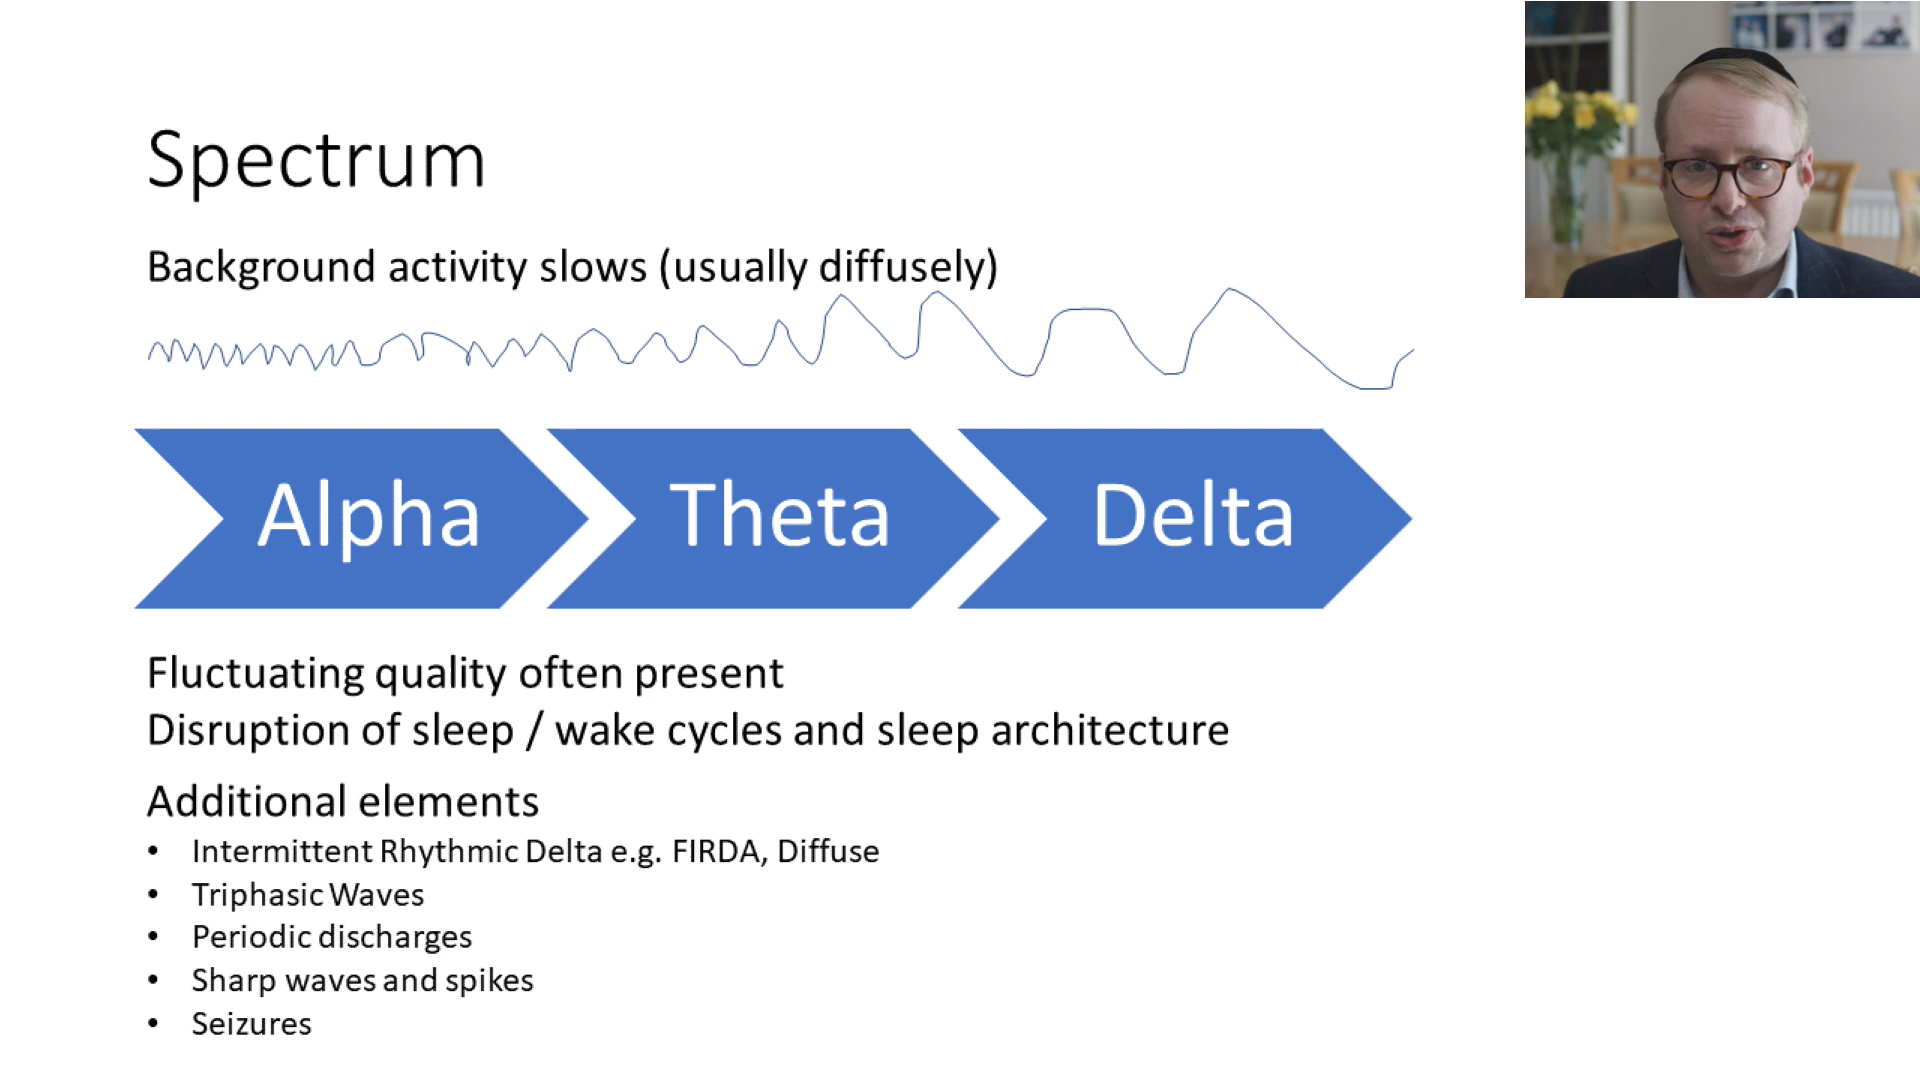 Spectrum
Background activity slows (usually diffusely)
Alpha
Theta
Delta
Fluctuating quality often present
Disruption of sleep / wake cycles and sleep architecture
Additional elements
• Intermittent Rhythmic Delta e.g. FIRDA, Diffuse
• Triphasic Waves
• Periodic discharges
• Sharp waves and spikes
• Seizures